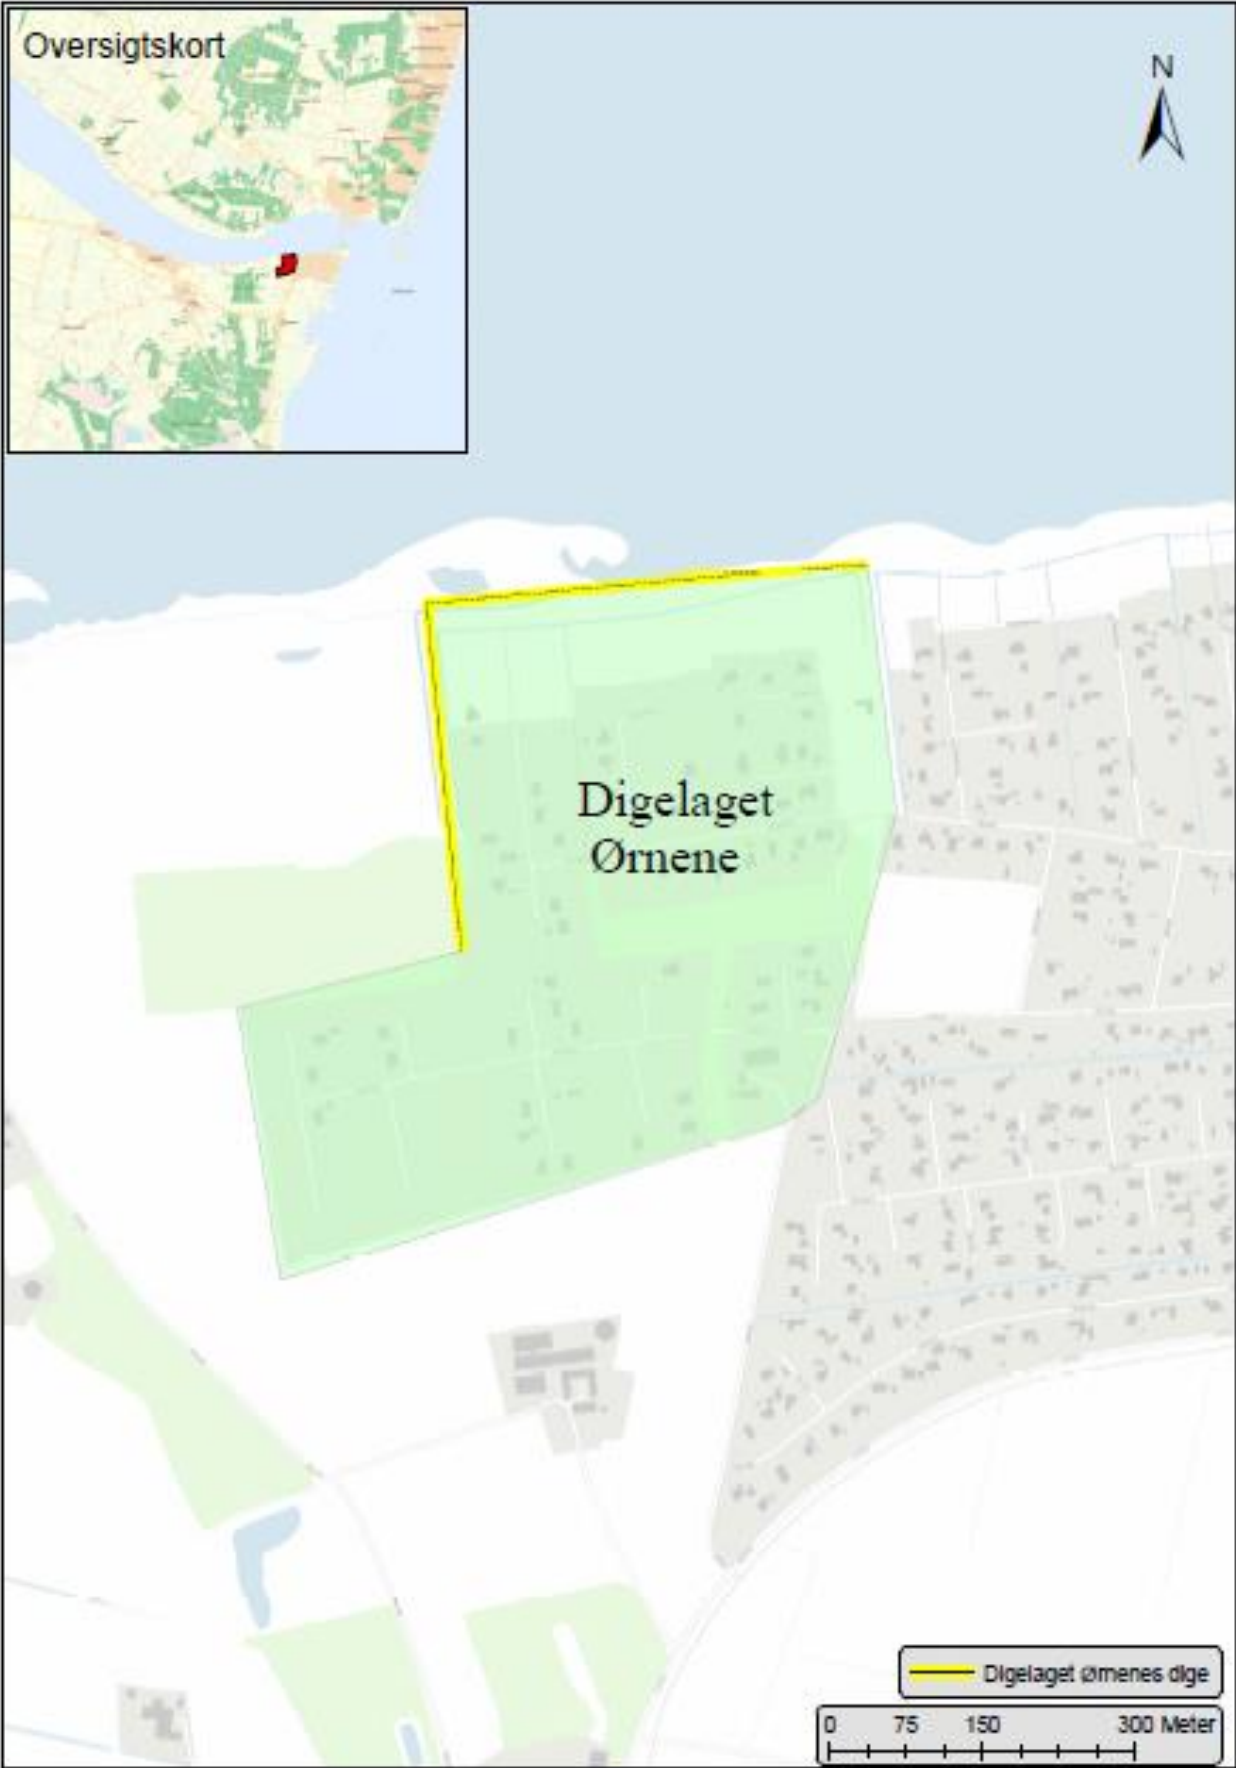 Oversigtskort
N
Digelaget
Ørnene
Digelaget Ørnenes dige
0 75 150 300 Meter